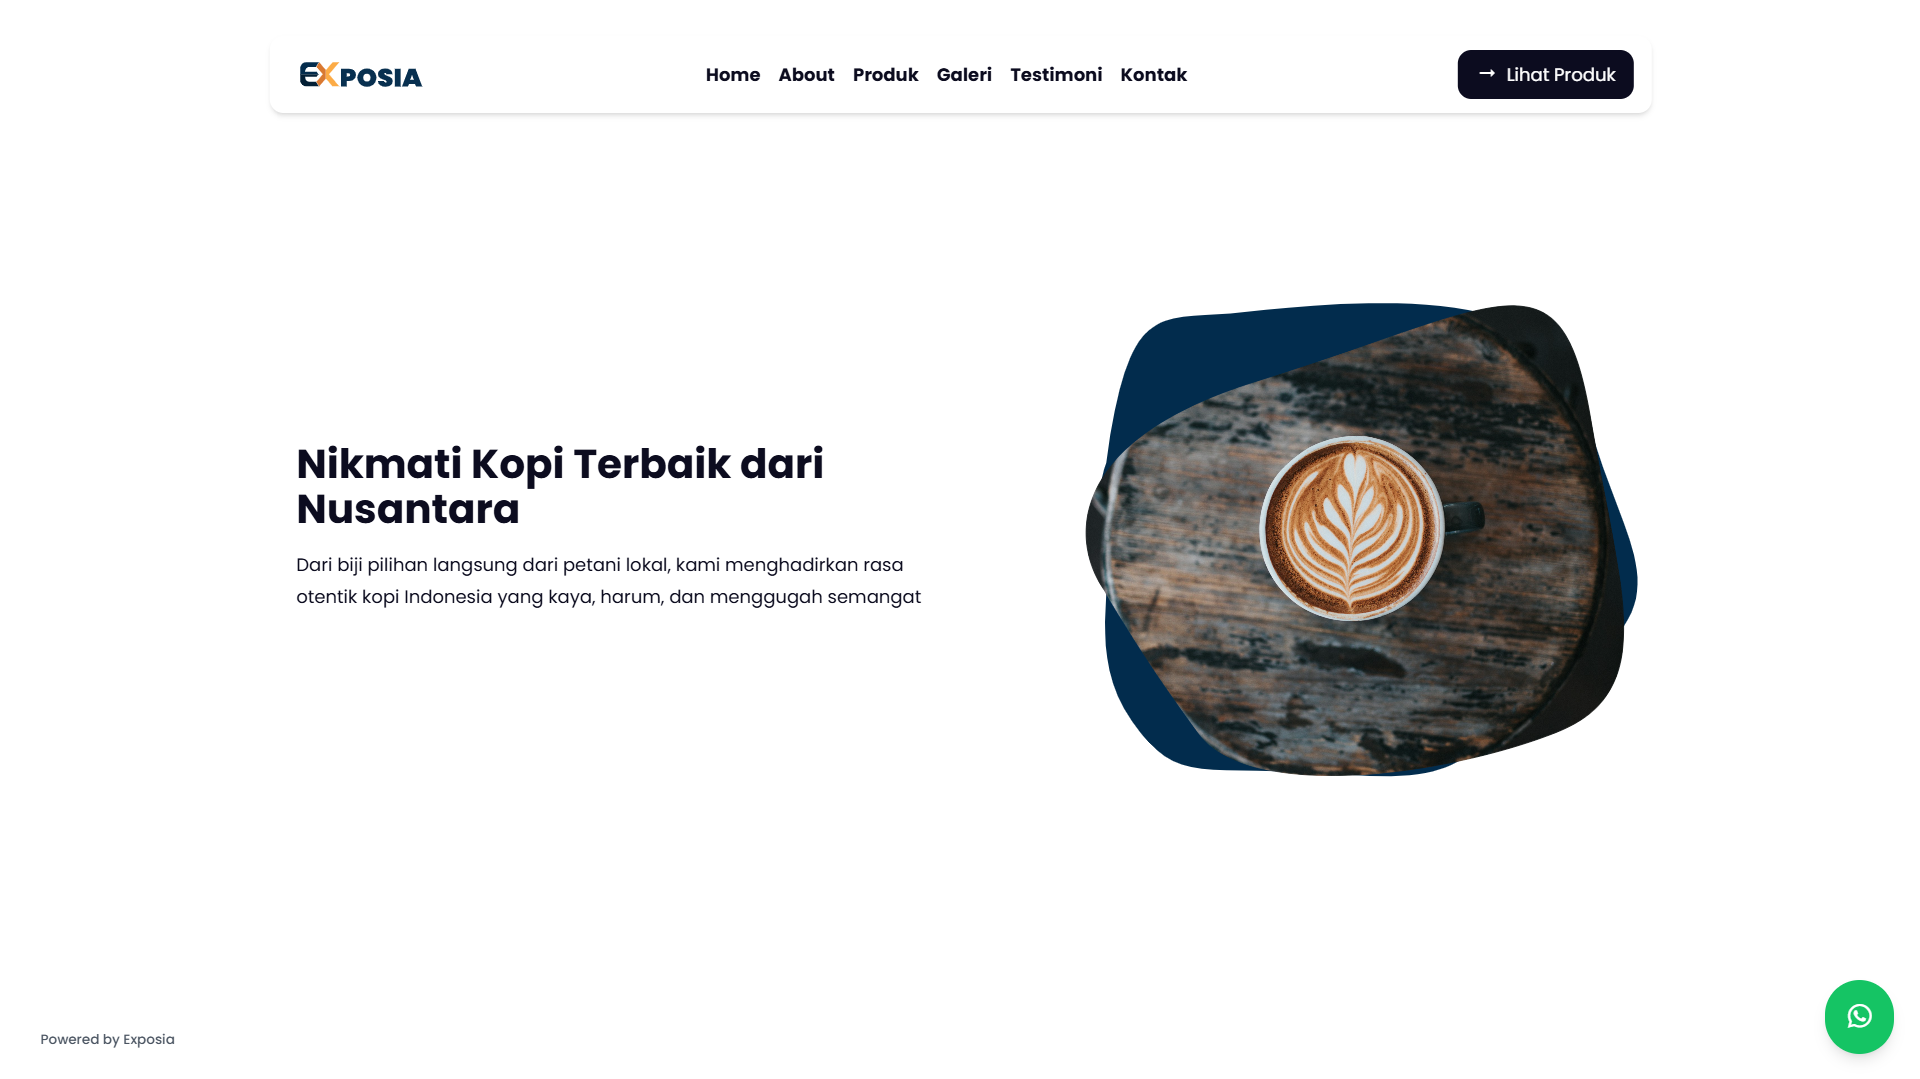 EXPOSIA
Home About Produk Galeri Testimoni Kontak
Lihat Produk
Nikmati Kopi Terbaik dari
Nusantara
Dari biji pilihan langsung dari petani lokal, kami menghadirkan rasa
otentik kopi Indonesia yang kaya, harum, dan menggugah semangat
Powered by Exposia